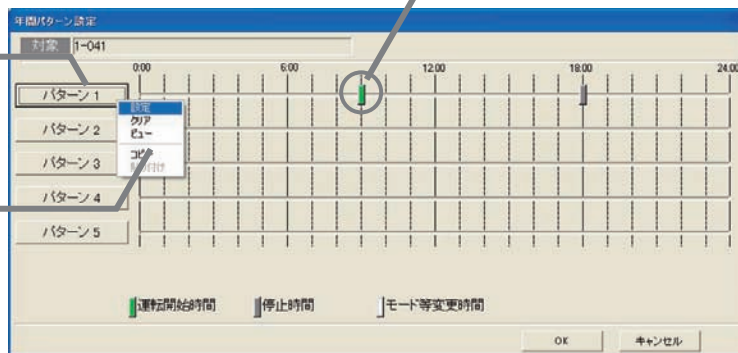 年間パターン設定
対象 1-041
0:00 6:00 12:00 18:00 24:00
パターン 1
設定
クリア
ビュー
コピー
貼り付け
パターン 2
パターン 3
パターン 4
パターン 5
運転開始時間 停止時間 モード等変更時間
OK キャンセル